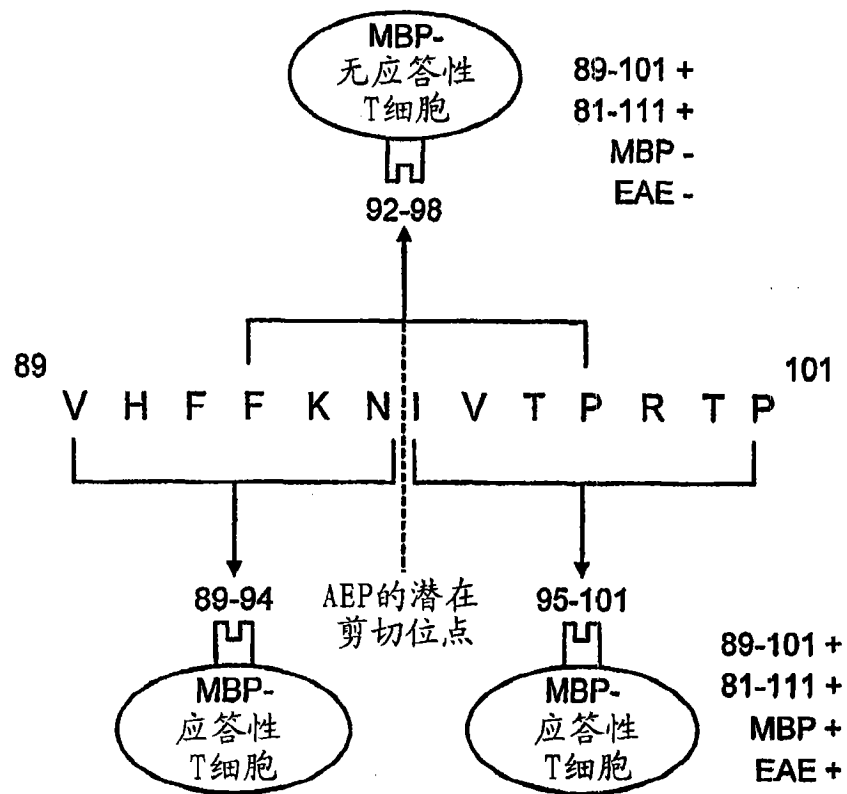 MBP-
无应答性
T细胞
89-101 +
81-111 +
MBP -
EAE -
92-98
89
101
V H F F K N I V T P R T P
89-94
AEP的潜在
剪切位点
95-101
MBP-
应答性
T细胞
MBP-
应答性
T细胞
89-101 +
81-111 +
MBP +
EAE +